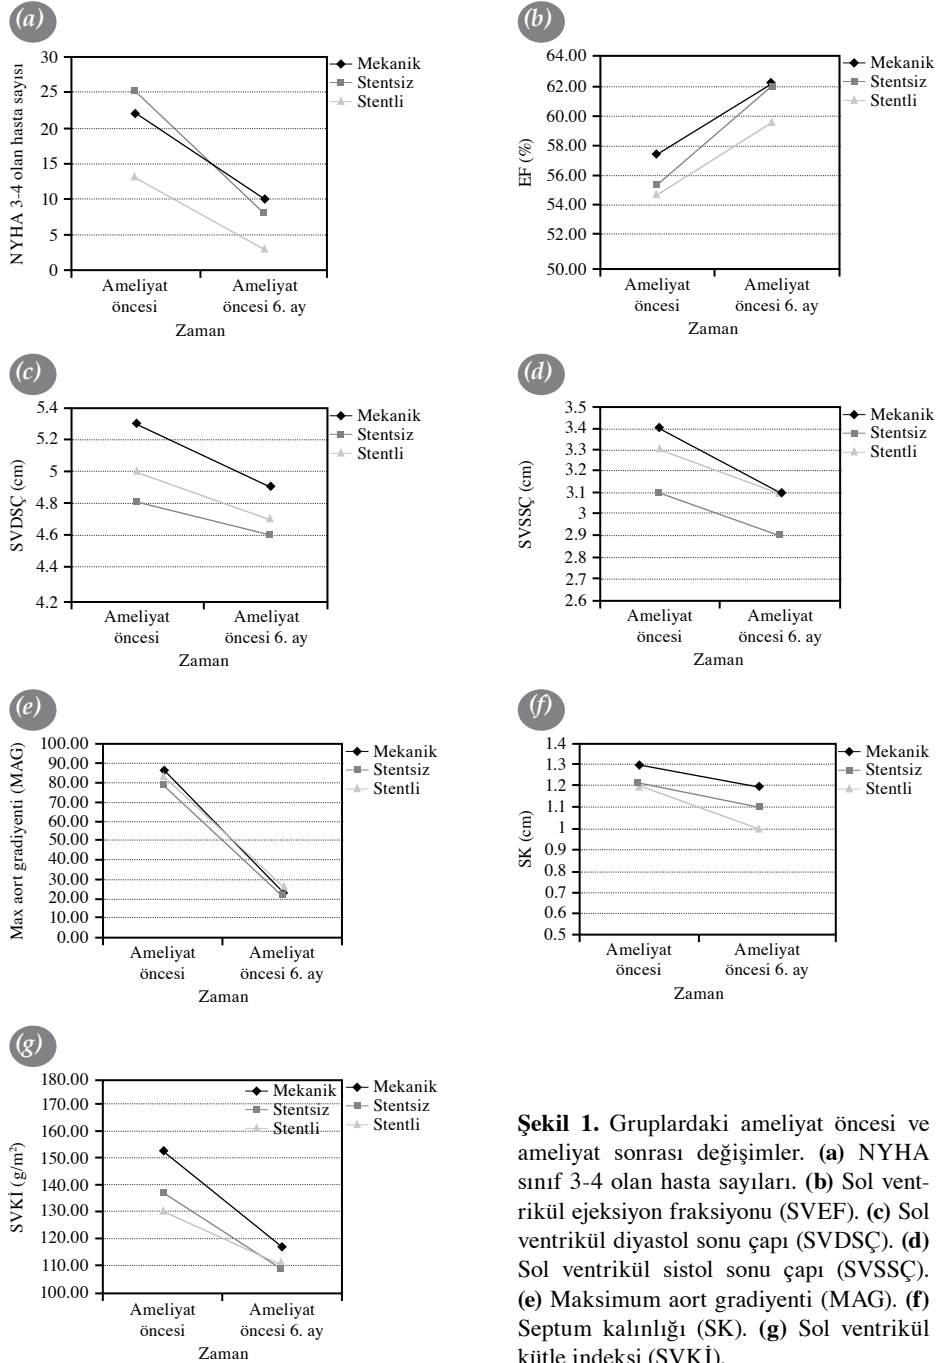 (a)
NYHA 3-4 olan hasta sayısı
30
25
20
15
10
5
0
Ameliyat öncesi
Ameliyat öncesi 6. ay
Zaman
Mekanik
Stentsiz
Stentli
(b)
EF (%)
64.00
62.00
60.00
58.00
56.00
54.00
52.00
50.00
Ameliyat öncesi
Ameliyat öncesi 6. ay
Zaman
Mekanik
Stentsiz
Stentli
(c)
SVDSÇ (cm)
5.4
5.2
5
4.8
4.6
4.4
4.2
Ameliyat öncesi
Ameliyat öncesi 6. ay
Zaman
Mekanik
Stentsiz
Stentli
(d)
SVSSÇ (cm)
3.5
3.4
3.3
3.2
3.1
3
2.9
2.8
2.7
2.6
Ameliyat öncesi
Ameliyat öncesi 6. ay
Zaman
Mekanik
Stentsiz
Stentli
(e)
Max aort gradiyenti (MAG)
100.00
90.00
80.00
70.00
60.00
50.00
40.00
30.00
20.00
10.00
0.00
Ameliyat öncesi
Ameliyat öncesi 6. ay
Zaman
Mekanik
Stentsiz
Stentli
(f)
SK (cm)
1.4
1.3
1.2
1.1
1
0.9
0.8
0.7
0.6
0.5
Ameliyat öncesi
Ameliyat öncesi 6. ay
Zaman
Mekanik
Stentsiz
Stentli
(g)
SVKİ (g/m²)
180.00
170.00
160.00
150.00
140.00
130.00
120.00
110.00
100.00
Ameliyat öncesi
Ameliyat öncesi 6. ay
Zaman
Mekanik
Stentsiz
Stentli
Mekanik
Stentsiz
Stentli
Şekil 1. Gruplardaki ameliyat öncesi ve
ameliyat sonrası değişimler. (a) NYHA
sınıf 3-4 olan hasta sayıları. (b) Sol vent-
rikül ejeksiyon fraksiyonu (SVEF). (c) Sol
ventrikül diyastol sonu çapı (SVDSÇ). (d)
Sol ventrikül sistol sonu çapı (SVSSÇ).
(e) Maksimum aort gradiyenti (MAG). (f)
Septum kalınlığı (SK). (g) Sol ventrikül
kütle indeksi (SVKİ).